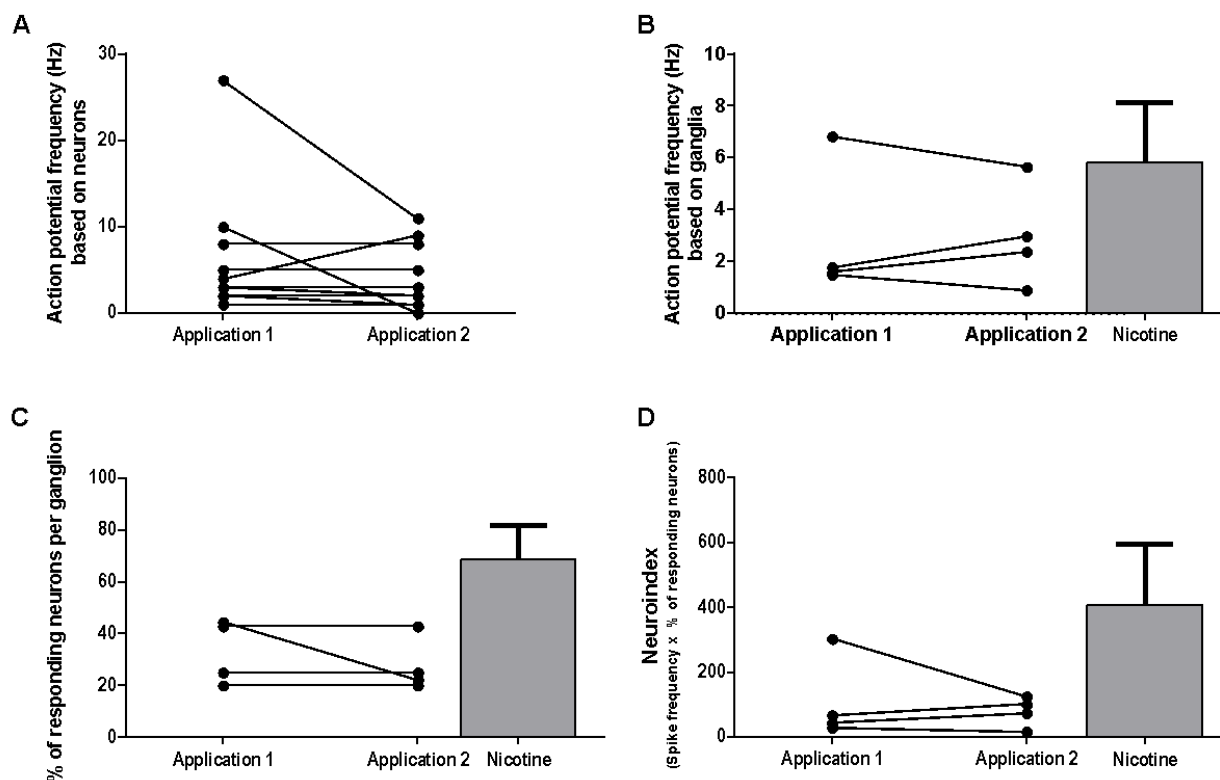 A
Action potential frequency (Hz)
based on neurons
30
20
10
0
Application 1
Application 2
B
Action potential frequency (Hz)
based on ganglia
10
8
6
4
2
0
Application 1
Application 2
Nicotine
C
% of responding neurons per ganglion
100
80
60
40
20
0
Application 1
Application 2
Nicotine
D
Neuroindex
(Spike frequency x % of responding neurons)
800
600
400
200
0
Application 1
Application 2
Nicotine